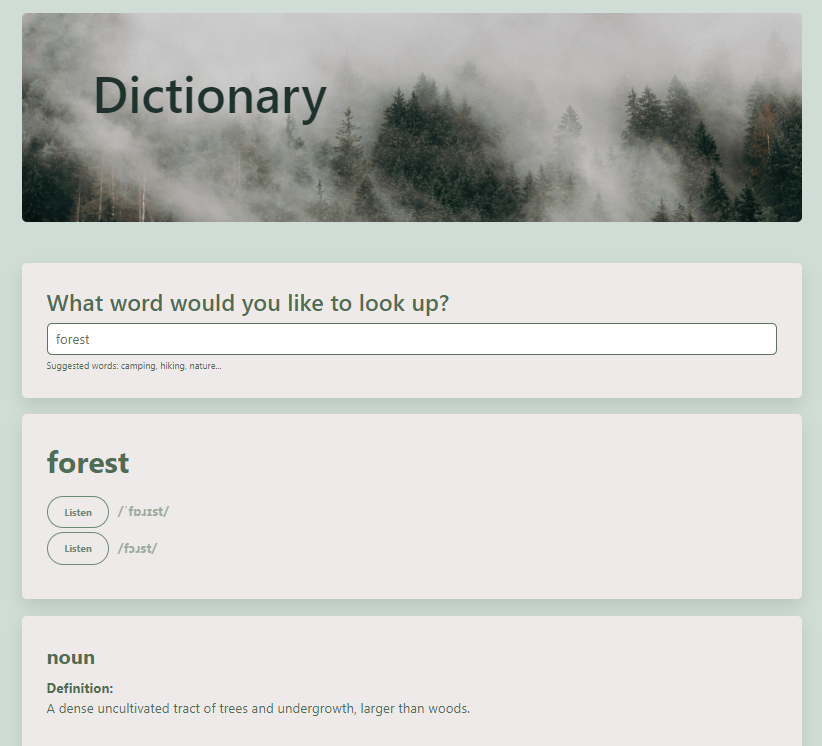 Dictionary
What word would you like to look up?
forest
Suggested words: camping, hiking, nature...
forest
Listen /ˈfɒɹɪst/
Listen /fɔɹst/
noun
Definition:
A dense uncultivated tract of trees and undergrowth, larger than woods.